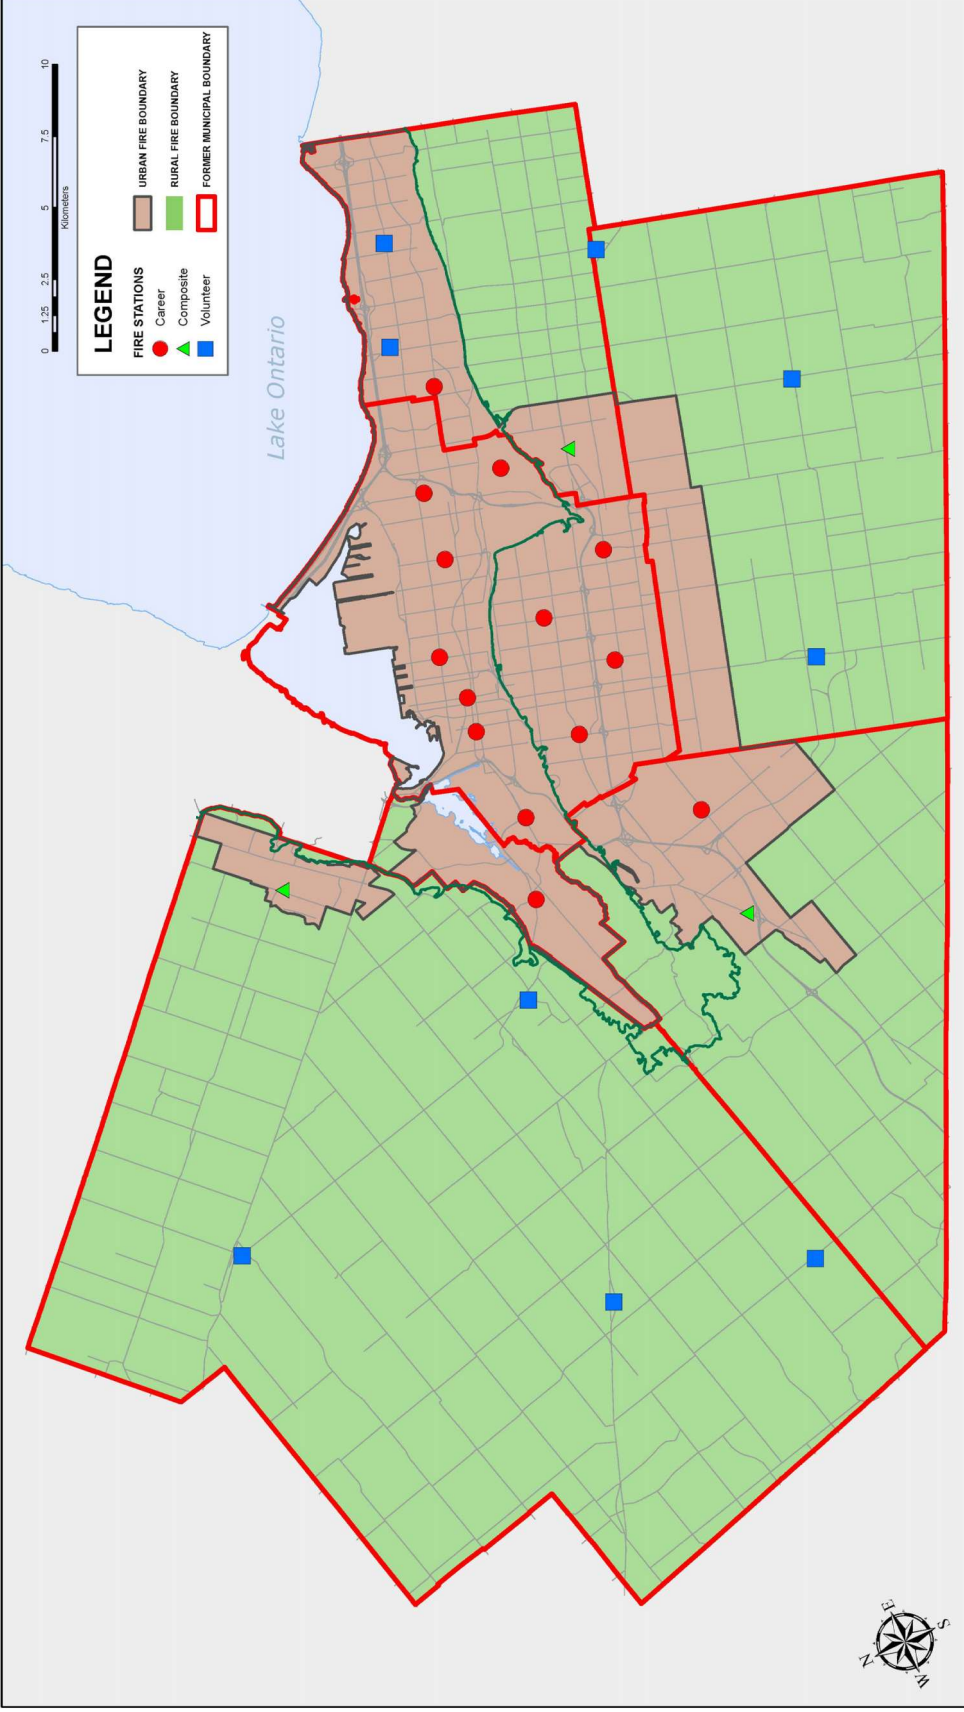 LEGEND
FIRE STATIONS
Career
Composite
Volunteer
URBAN FIRE BOUNDARY
RURAL FIRE BOUNDARY
FORMER MUNICIPAL BOUNDARY
0 1.25 2.5 5 7.5 10
Kilometers
Lake Ontario
N
E
S
W